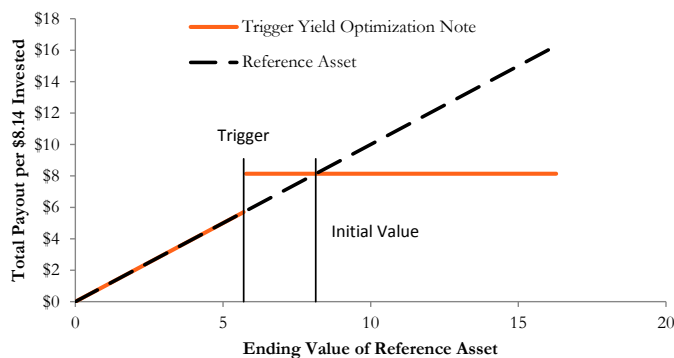 $18
$16
$14
$12
$10
$8
$6
$4
$2
$0
Total Payout per $8.14 Invested
Trigger Yield Optimization Note
Reference Asset
Trigger
Initial Value
0 5 10 15 20
Ending Value of Reference Asset